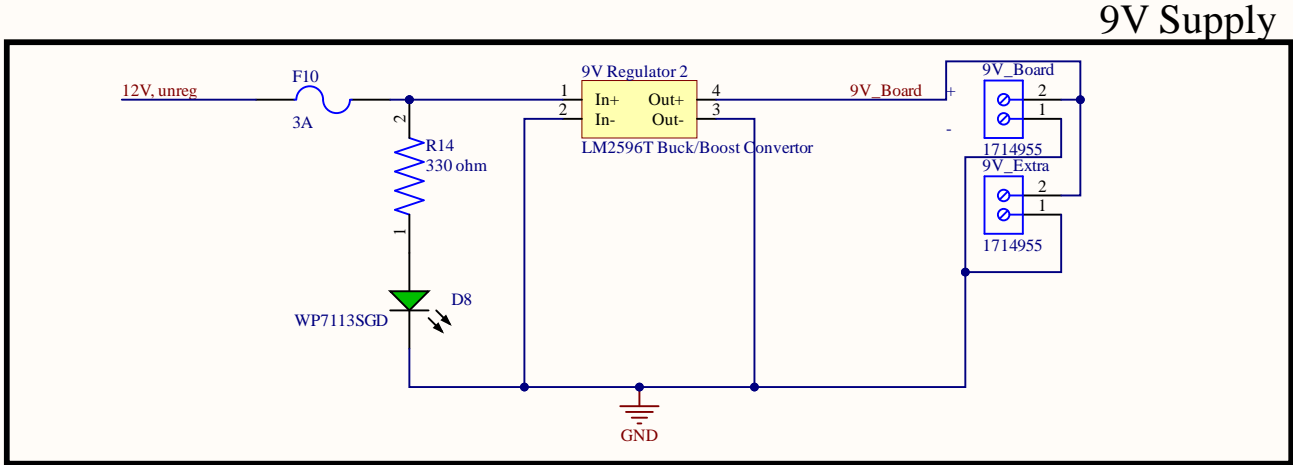 9V Supply
12V, unreg
F10
3A
2
R14
330 ohm
1
D8
WP7113SGD
9V Regulator 2
1
In+
Out+
4
2
In-
Out-
3
LM2596T Buck/Boost Convertor
9V_Board
+
-
9V_Board
2
1
1714955
9V_Extra
2
1
1714955
GND